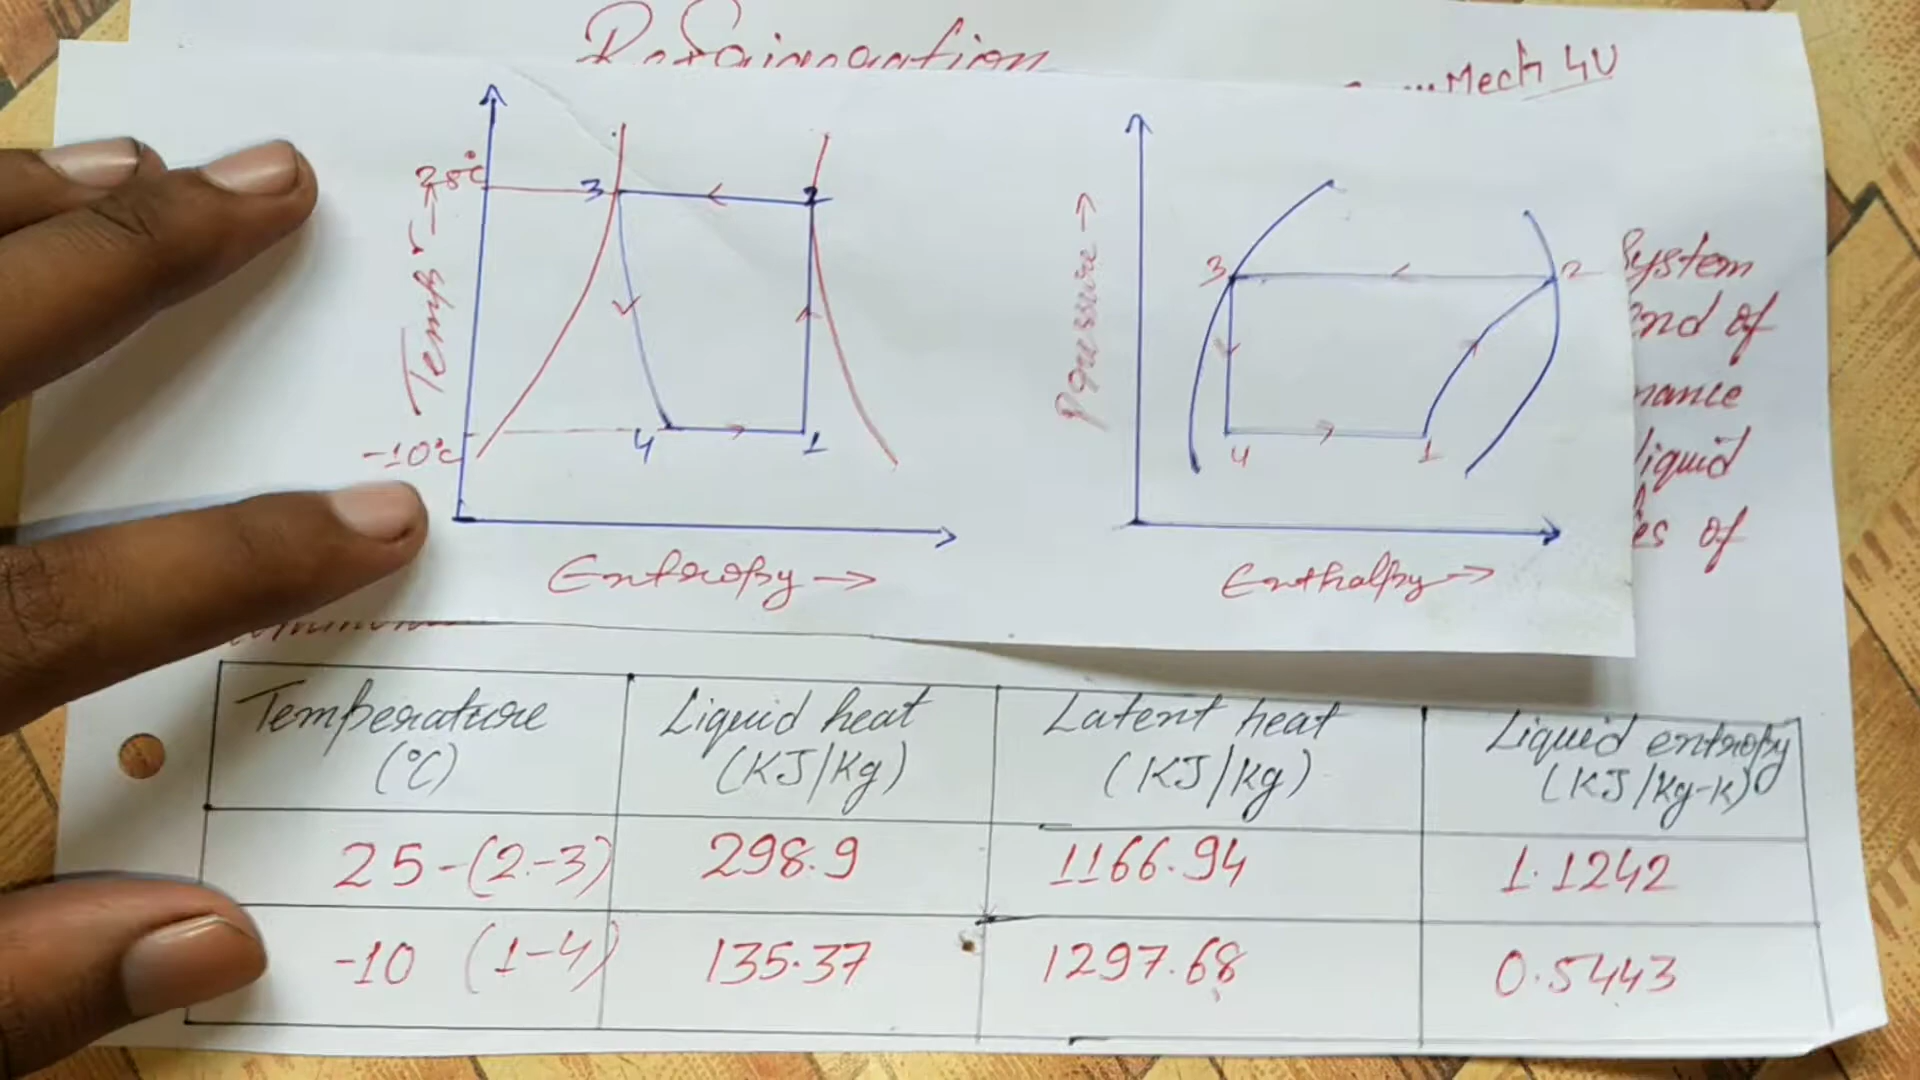 ...Mech 4U
25°C
3
2
Temp →
-10°C
4
1
Entropy →
Pressure →
3
2
4
1
Enthalpy →
System
end of
mance
liquid
es of
Temperature
(°C)
Liquid heat
(KJ/Kg)
Latent heat
(KJ/Kg)
Liquid entropy
(KJ/Kg-K)
25-(2-3)
298.9
1166.94
1.1242
-10 (1-4)
135.37
1297.68
0.5443